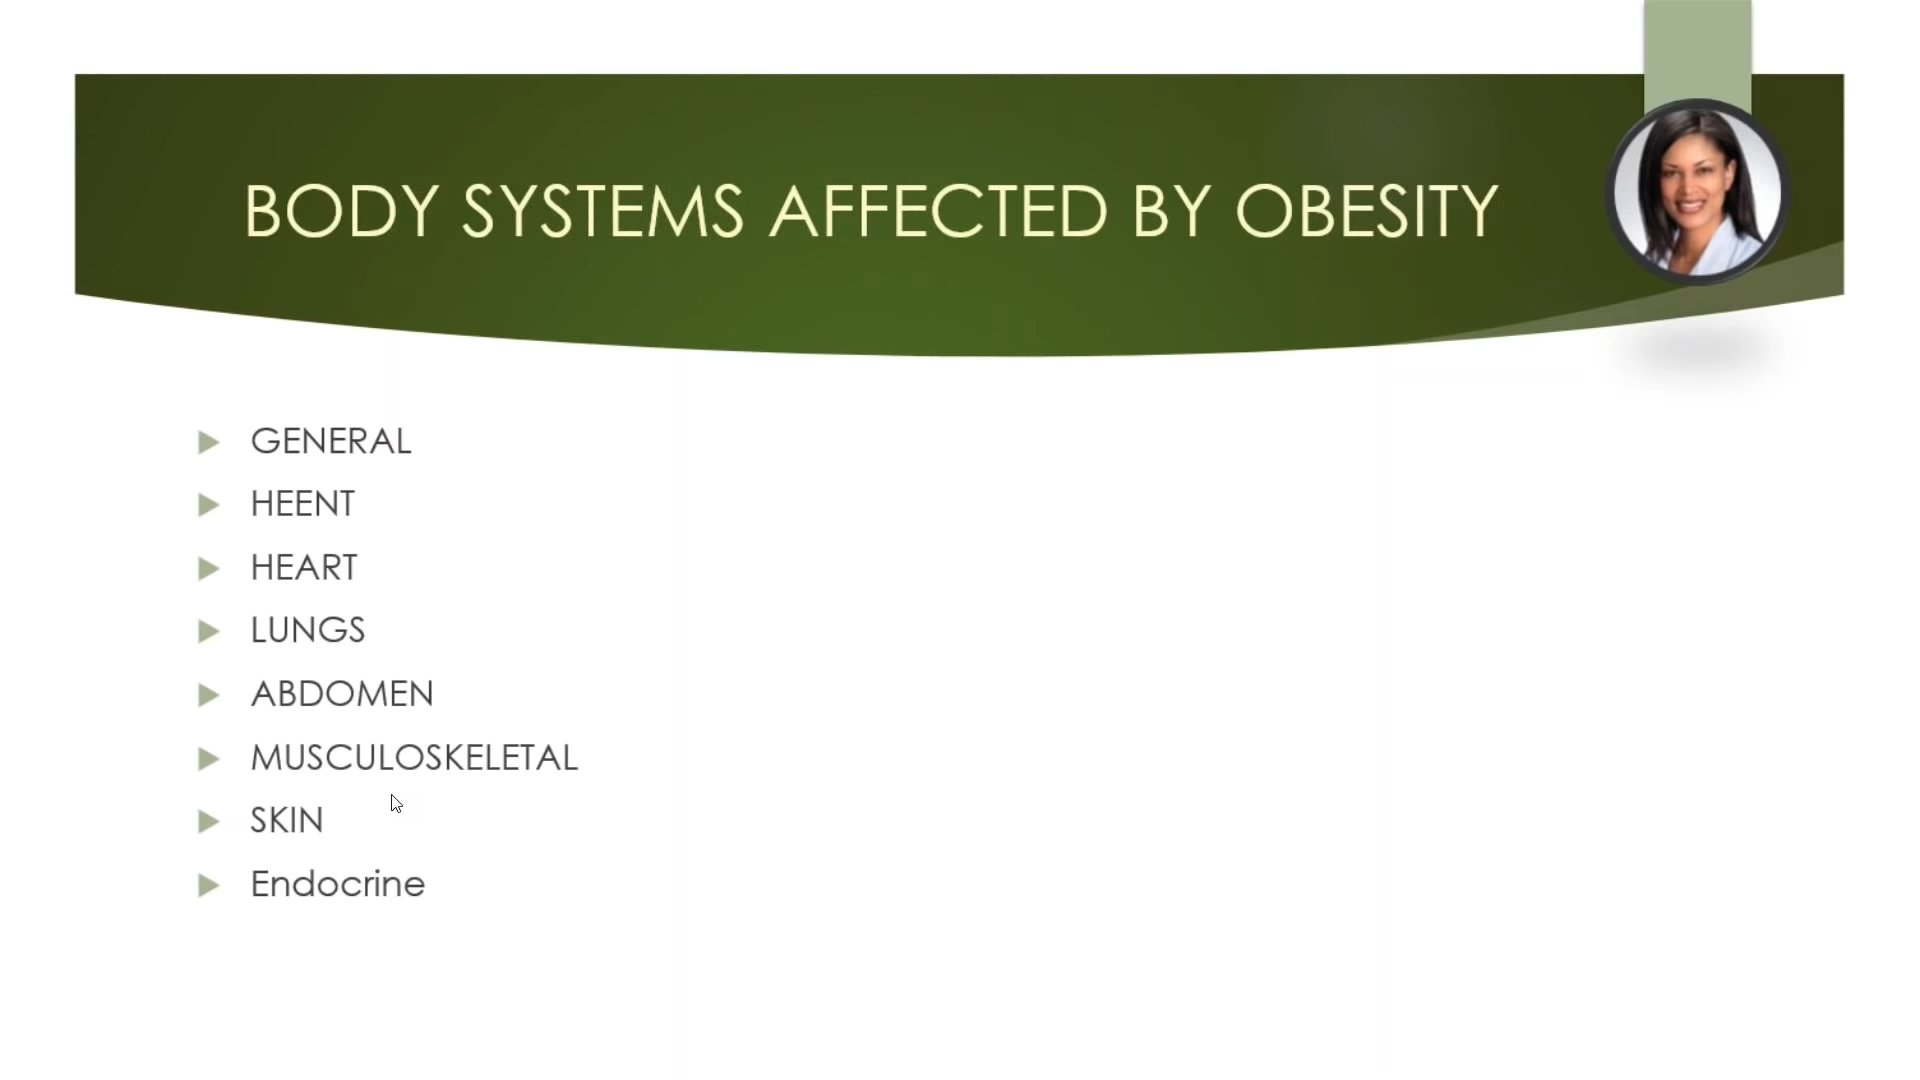 BODY SYSTEMS AFFECTED BY OBESITY
GENERAL
HEENT
HEART
LUNGS
ABDOMEN
MUSCULOSKELETAL
SKIN
Endocrine